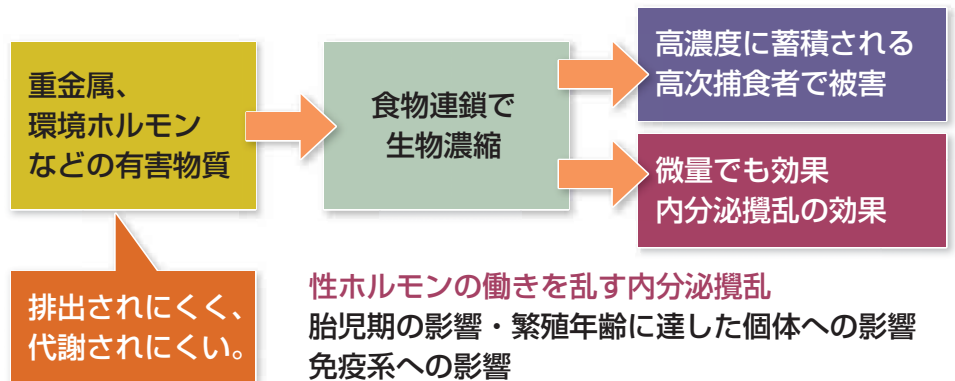 重金属、
環境ホルモン
などの有害物質
食物連鎖で
生物濃縮
高濃度に蓄積される
高次捕食者で被害
微量でも効果
内分泌攪乱の効果
排出されにくく、
代謝されにくい。
性ホルモンの働きを乱す内分泌攪乱
胎児期の影響・繁殖年齢に達した個体への影響
免疫系への影響